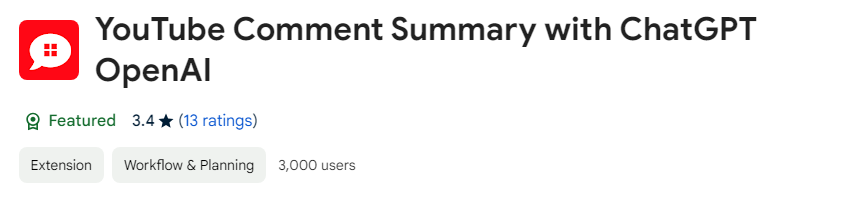 YouTube Comment Summary with ChatGPT
OpenAI
Featured 3.4 ★ (13 ratings)
Extension Workflow & Planning 3,000 users